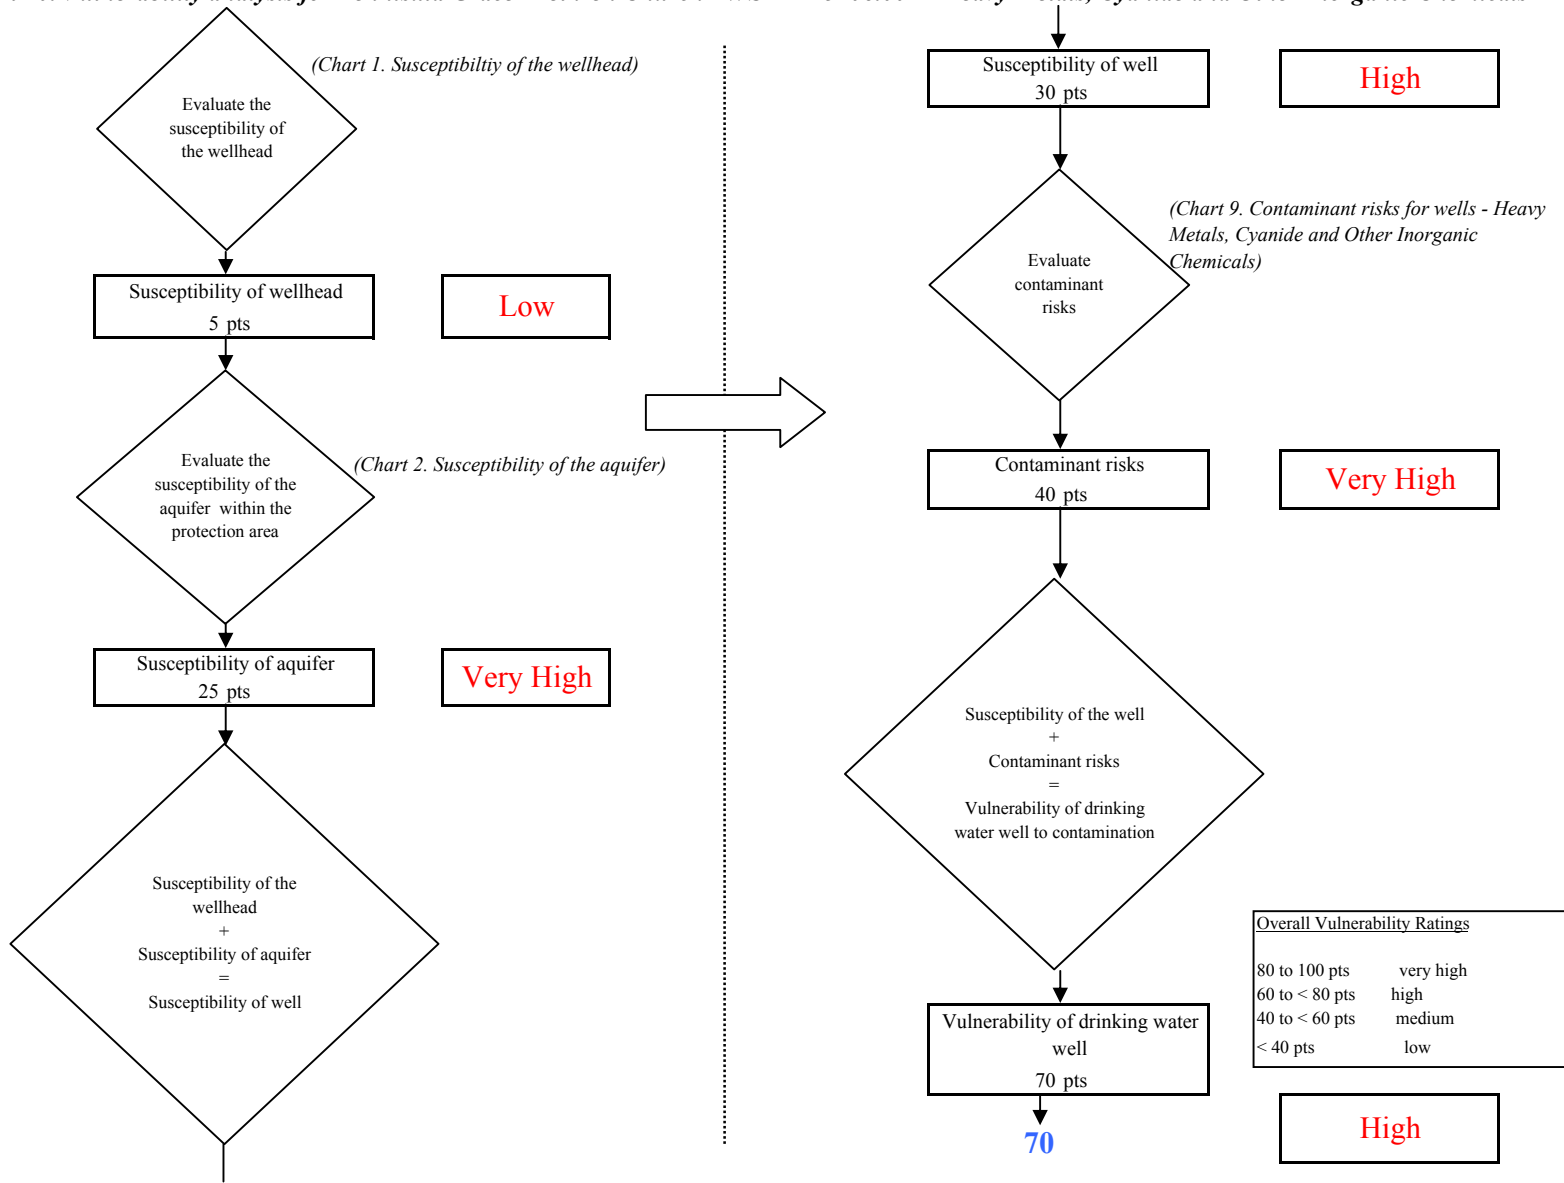 (Chart 1. Susceptibiltiy of the wellhead)
Evaluate the
susceptibility of
the wellhead
Susceptibility of wellhead
5 pts
Low
Evaluate the
susceptibility of the
aquifer within the
protection area
(Chart 2. Susceptibility of the aquifer)
Susceptibility of aquifer
25 pts
Very High
Susceptibility of the
wellhead
+
Susceptibility of aquifer
=
Susceptibility of well
Susceptibility of well
30 pts
High
(Chart 9. Contaminant risks for wells - Heavy
Metals, Cyanide and Other Inorganic
Chemicals)
Evaluate
contaminant
risks
Contaminant risks
40 pts
Very High
Susceptibility of the well
+
Contaminant risks
=
Vulnerability of drinking
water well to contamination
Overall Vulnerability Ratings
80 to 100 pts very high
60 to < 80 pts high
40 to < 60 pts medium
< 40 pts low
Vulnerability of drinking water
well
70 pts
70
High